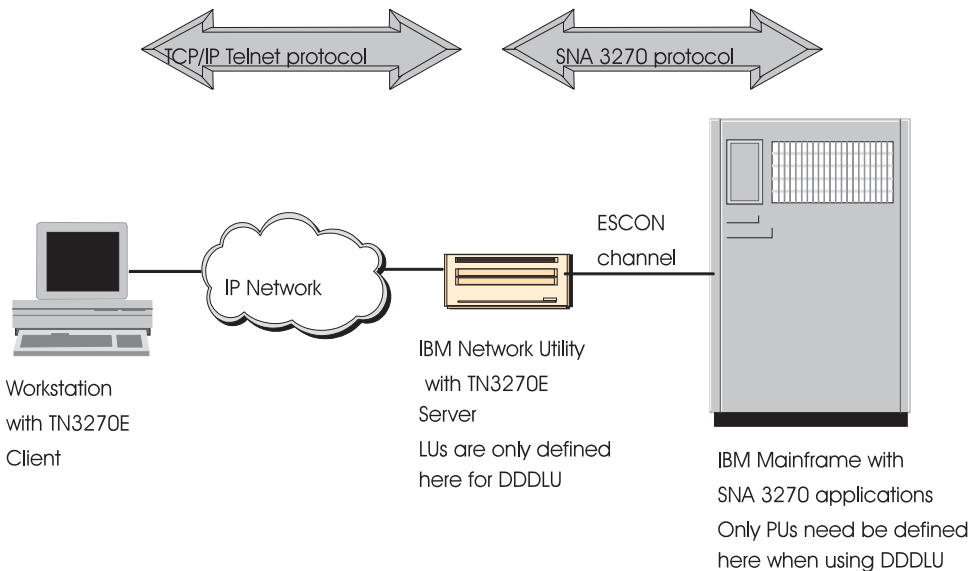 TCP/IP Telnet protocol
SNA 3270 protocol
ESCON
channel
IP Network
Workstation
with TN3270E
Client
IBM Network Utility
with TN3270E
Server
LUs are only defined
here for DDDLU
IBM Mainframe with
SNA 3270 applications
Only PUs need be defined
here when using DDDLU